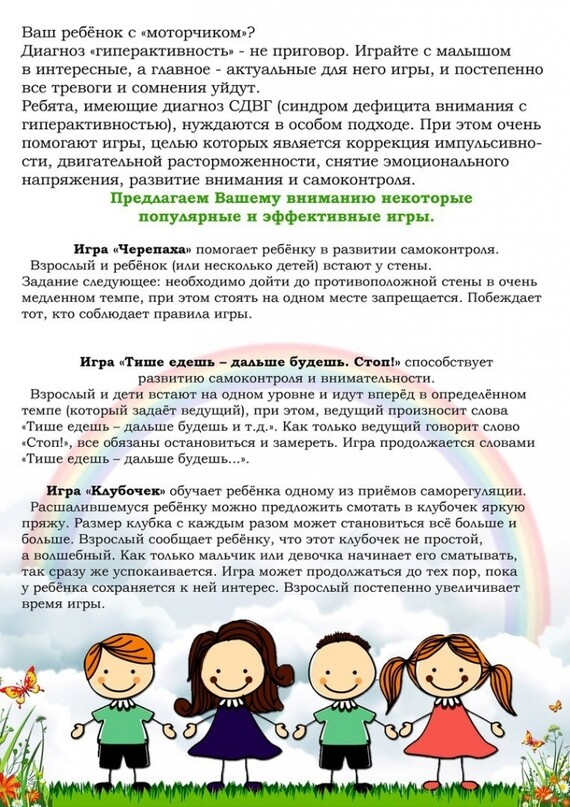 Ваш ребёнок с «моторчиком»?
Диагноз «гиперактивность» - не приговор. Играйте с малышом
в интересные, а главное - актуальные для него игры, и постепенно
все тревоги и сомнения уйдут.
Ребята, имеющие диагноз СДВГ (синдром дефицита внимания с
гиперактивностью), нуждаются в особом подходе. При этом очень
помогают игры, целью которых является коррекция импульсивно-
сти, двигательной расторможенности, снятие эмоционального
напряжения, развитие внимания и самоконтроля.
Предлагаем Вашему вниманию некоторые
популярные и эффективные игры.
Игра «Черепаха» помогает ребёнку в развитии самоконтроля.
Взрослый и ребёнок (или несколько детей) встают у стены.
Задание следующее: необходимо дойти до противоположной стены в очень
медленном темпе, при этом стоять на одном месте запрещается. Побеждает
тот, кто соблюдает правила игры.
Игра «Тише едешь – дальше будешь. Стоп!» способствует
развитию самоконтроля и внимательности.
Взрослый и дети встают на одном уровне и идут вперёд в определённом
темпе (который задаёт ведущий), при этом, ведущий произносит слова
«Тише едешь – дальше будешь и т.д.». Как только ведущий говорит слово
«Стоп!», все обязаны остановиться и замереть. Игра продолжается словами
«Тише едешь – дальше будешь...».
Игра «Клубочек» обучает ребёнка одному из приёмов саморегуляции.
Расшалившемуся ребёнку можно предложить смотать в клубочек яркую
пряжу. Размер клубка с каждым разом может становиться всё больше и
больше. Взрослый сообщает ребёнку, что этот клубочек не простой,
а волшебный. Как только мальчик или девочка начинает его сматывать,
так сразу же успокаивается. Игра может продолжаться до тех пор, пока
у ребёнка сохраняется к ней интерес. Взрослый постепенно увеличивает
время игры.